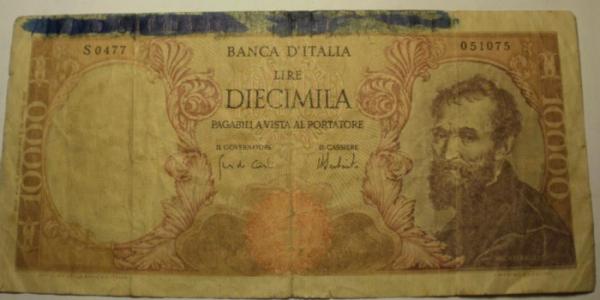 S 0477
051075
BANCA D'ITALIA
LIRE
DIECIMILA
PAGABILI A VISTA AL PORTATORE
IL GOVERNATORE
IL CASSIERE
10000
10000